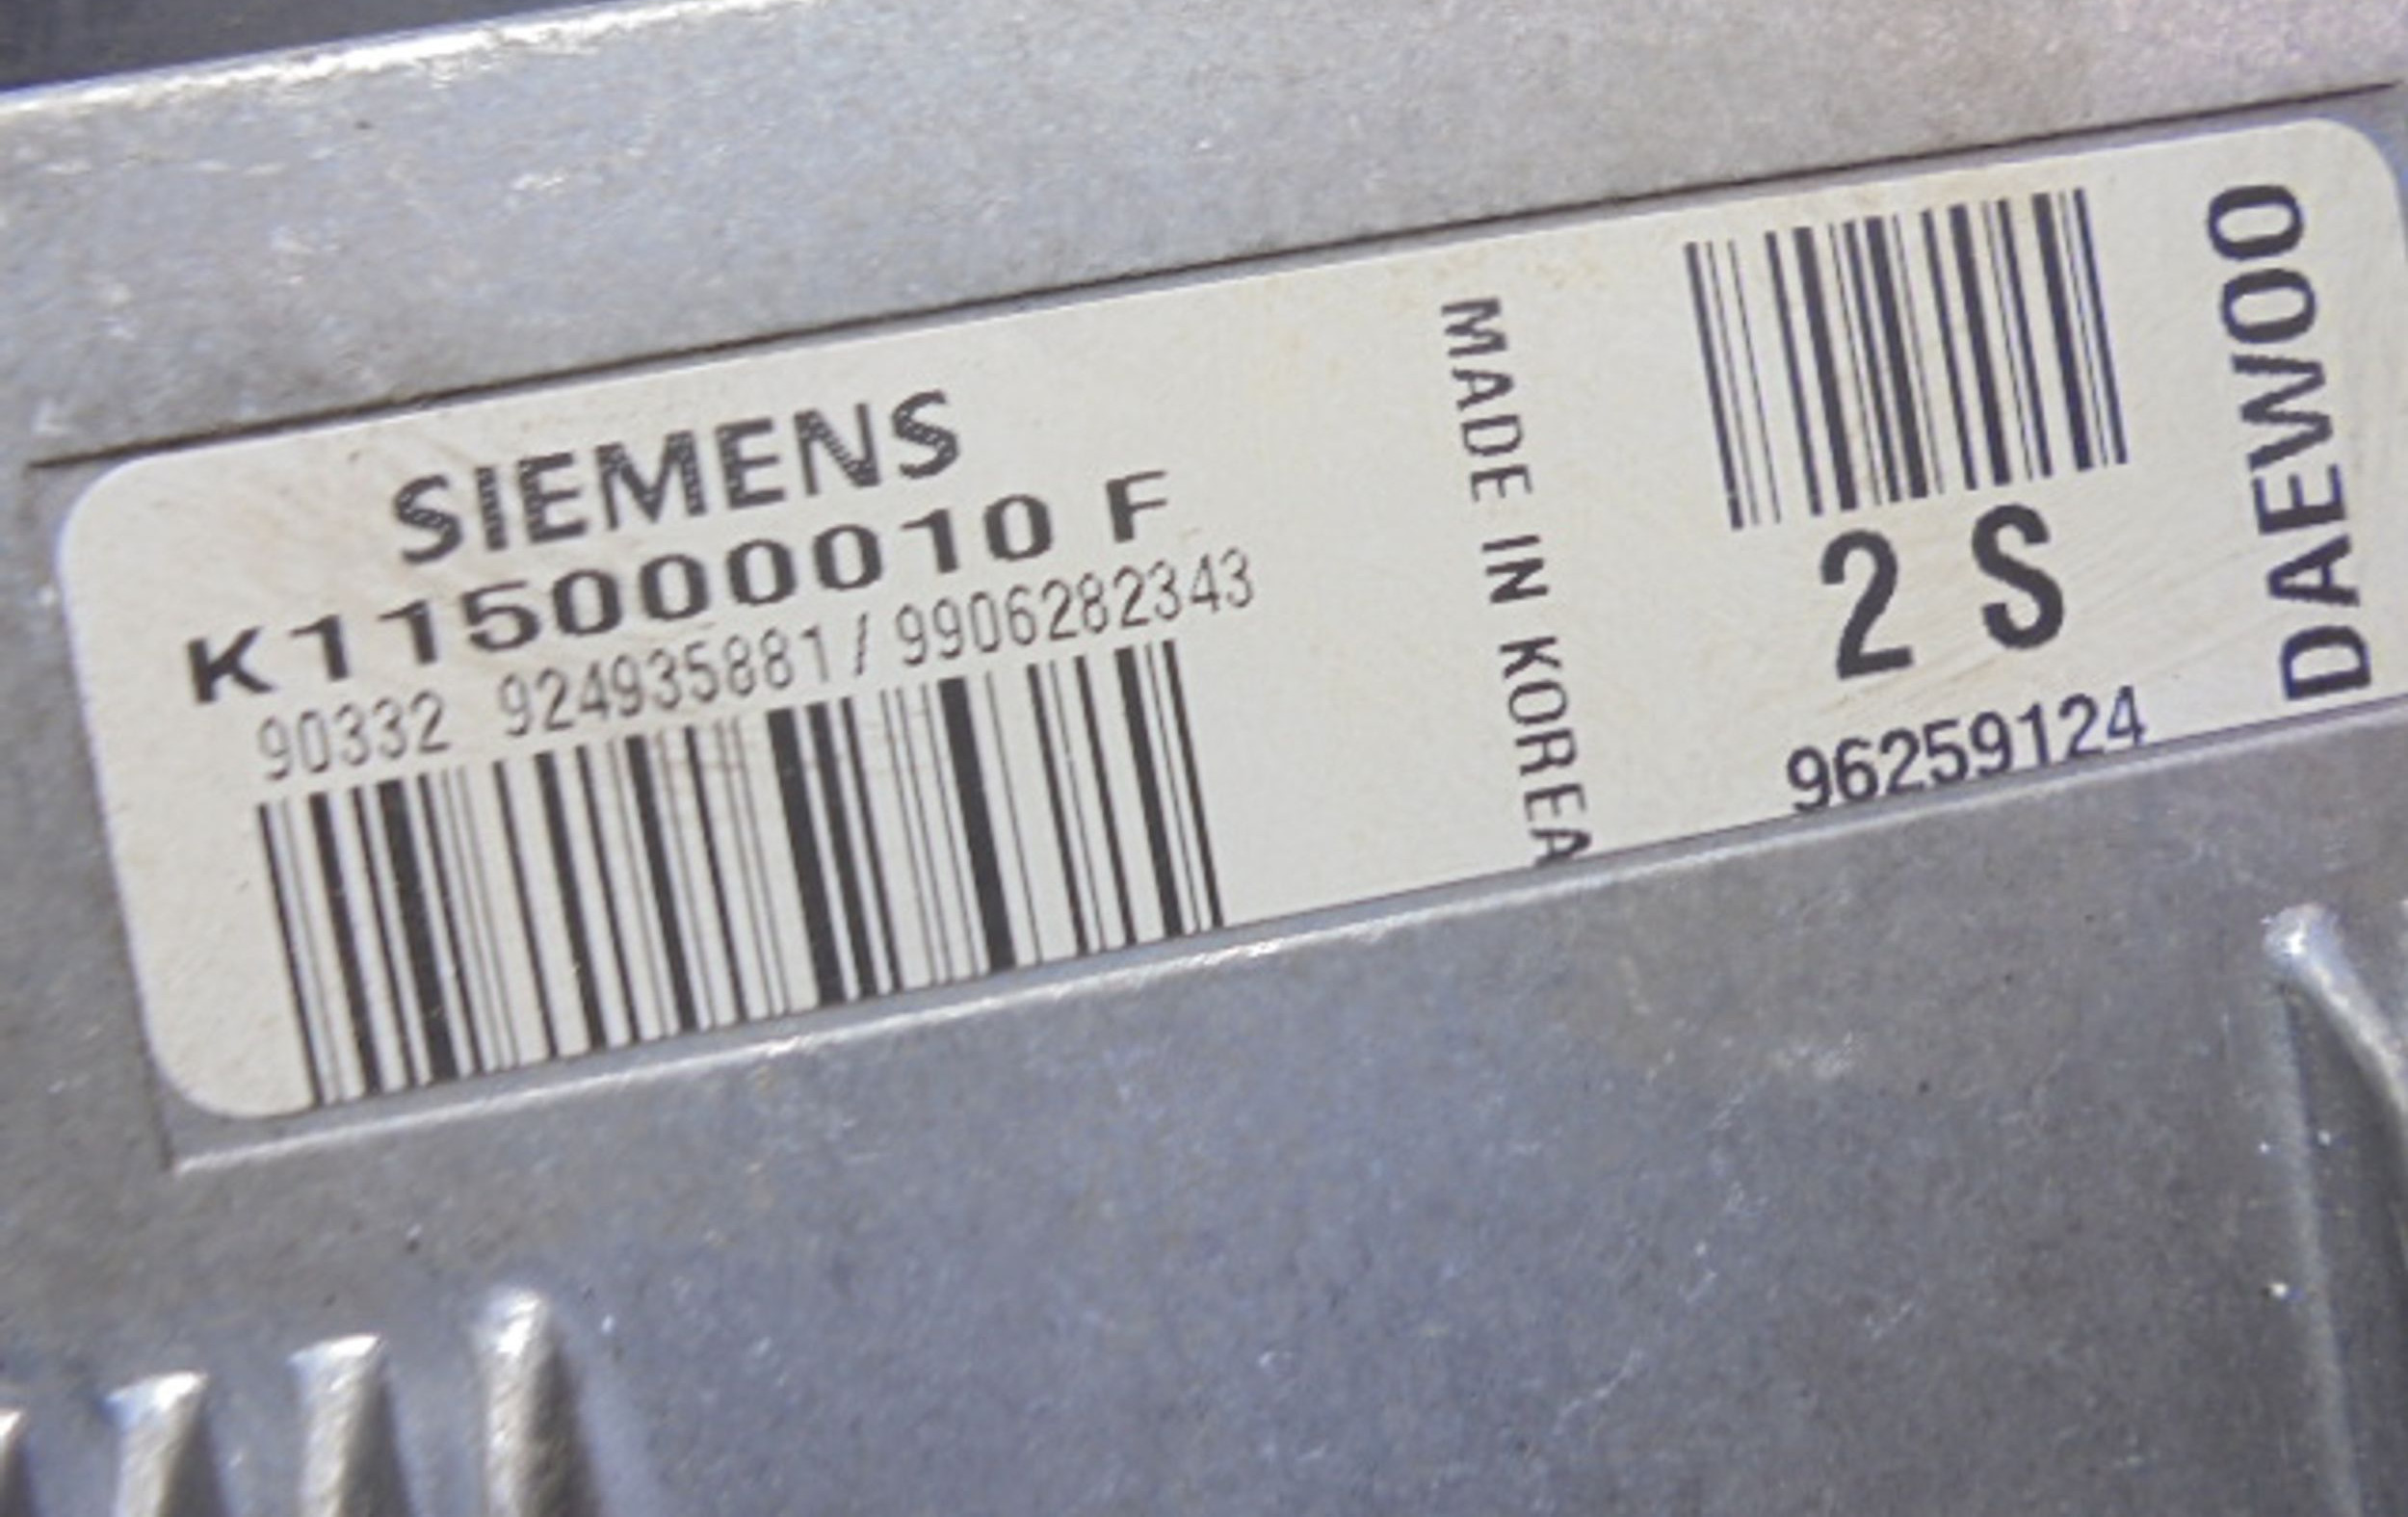 SIEMENS
K115000010 F
90332 924935881 / 9906282343
MADE IN KOREA
2 S
96259124
DAEWOO